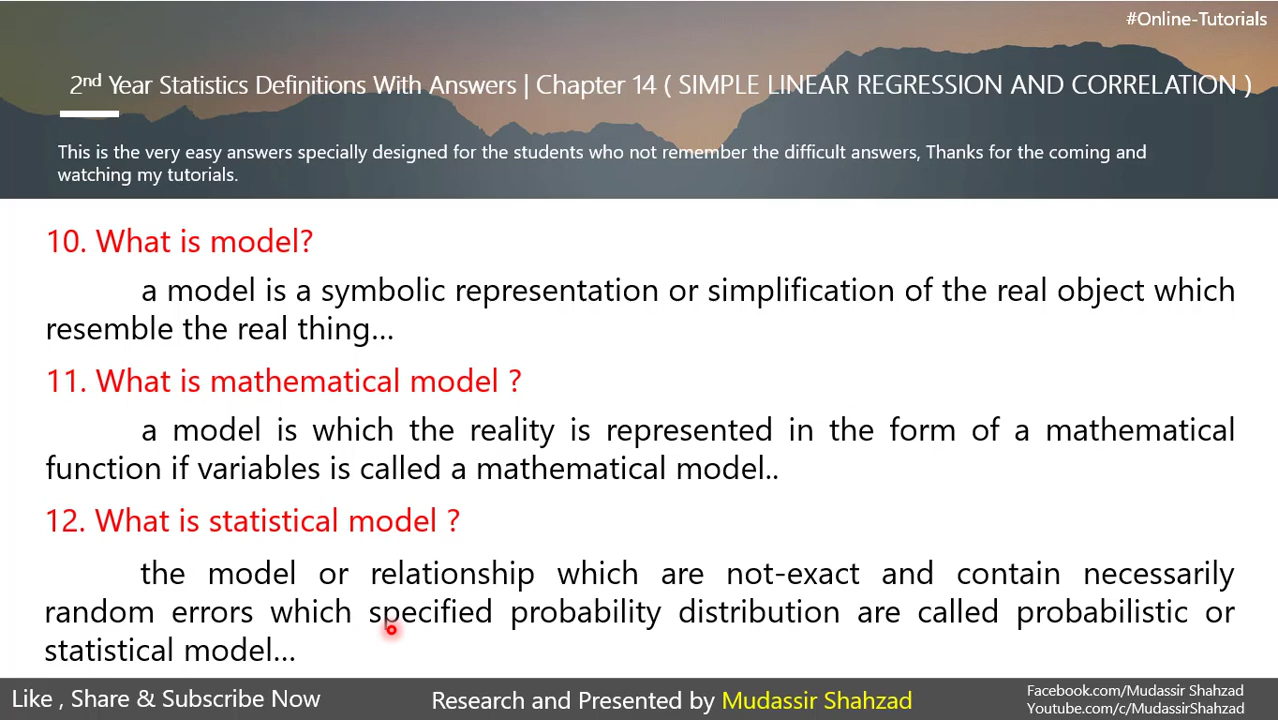 #Online-Tutorials
2nd Year Statistics Definitions With Answers | Chapter 14 ( SIMPLE LINEAR REGRESSION AND CORRELATION )
This is the very easy answers specially designed for the students who not remember the difficult answers, Thanks for the coming and
watching my tutorials.
10. What is model?
a model is a symbolic representation or simplification of the real object which
resemble the real thing...
11. What is mathematical model ?
a model is which the reality is represented in the form of a mathematical
function if variables is called a mathematical model..
12. What is statistical model ?
the model or relationship which are not-exact and contain necessarily
random errors which specified probability distribution are called probabilistic or
statistical model...
Like , Share & Subscribe Now
Research and Presented by Mudassir Shahzad
Facebook.com/Mudassir Shahzad
Youtube.com/c/MudassirShahzad